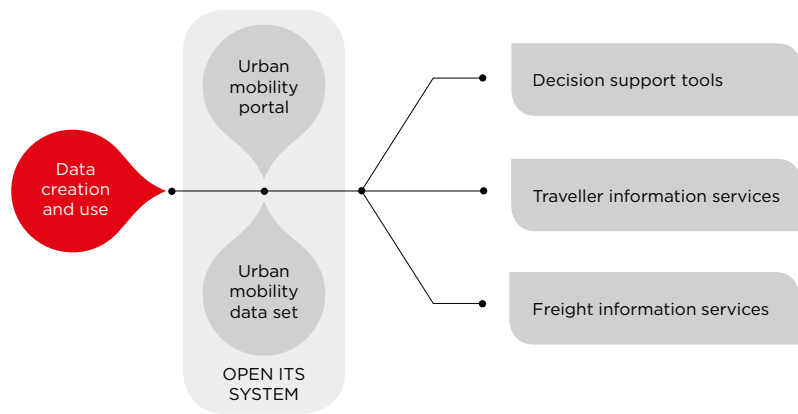 Data
creation
and use
Urban
mobility
portal
Urban
mobility
data set
OPEN ITS
SYSTEM
Decision support tools
Traveller information services
Freight information services